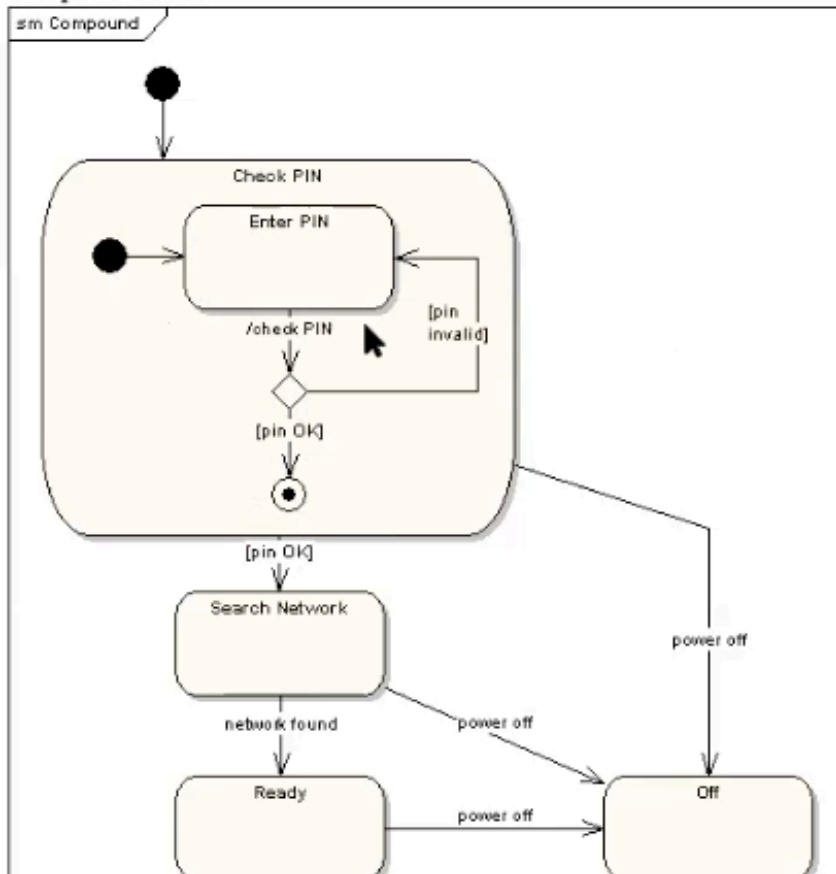 sm Compound
Check PIN
Enter PIN
/check PIN
[pin
invalid]
[pin OK]
[pin OK]
Search Network
power off
network found
power off
Ready
Off
power off